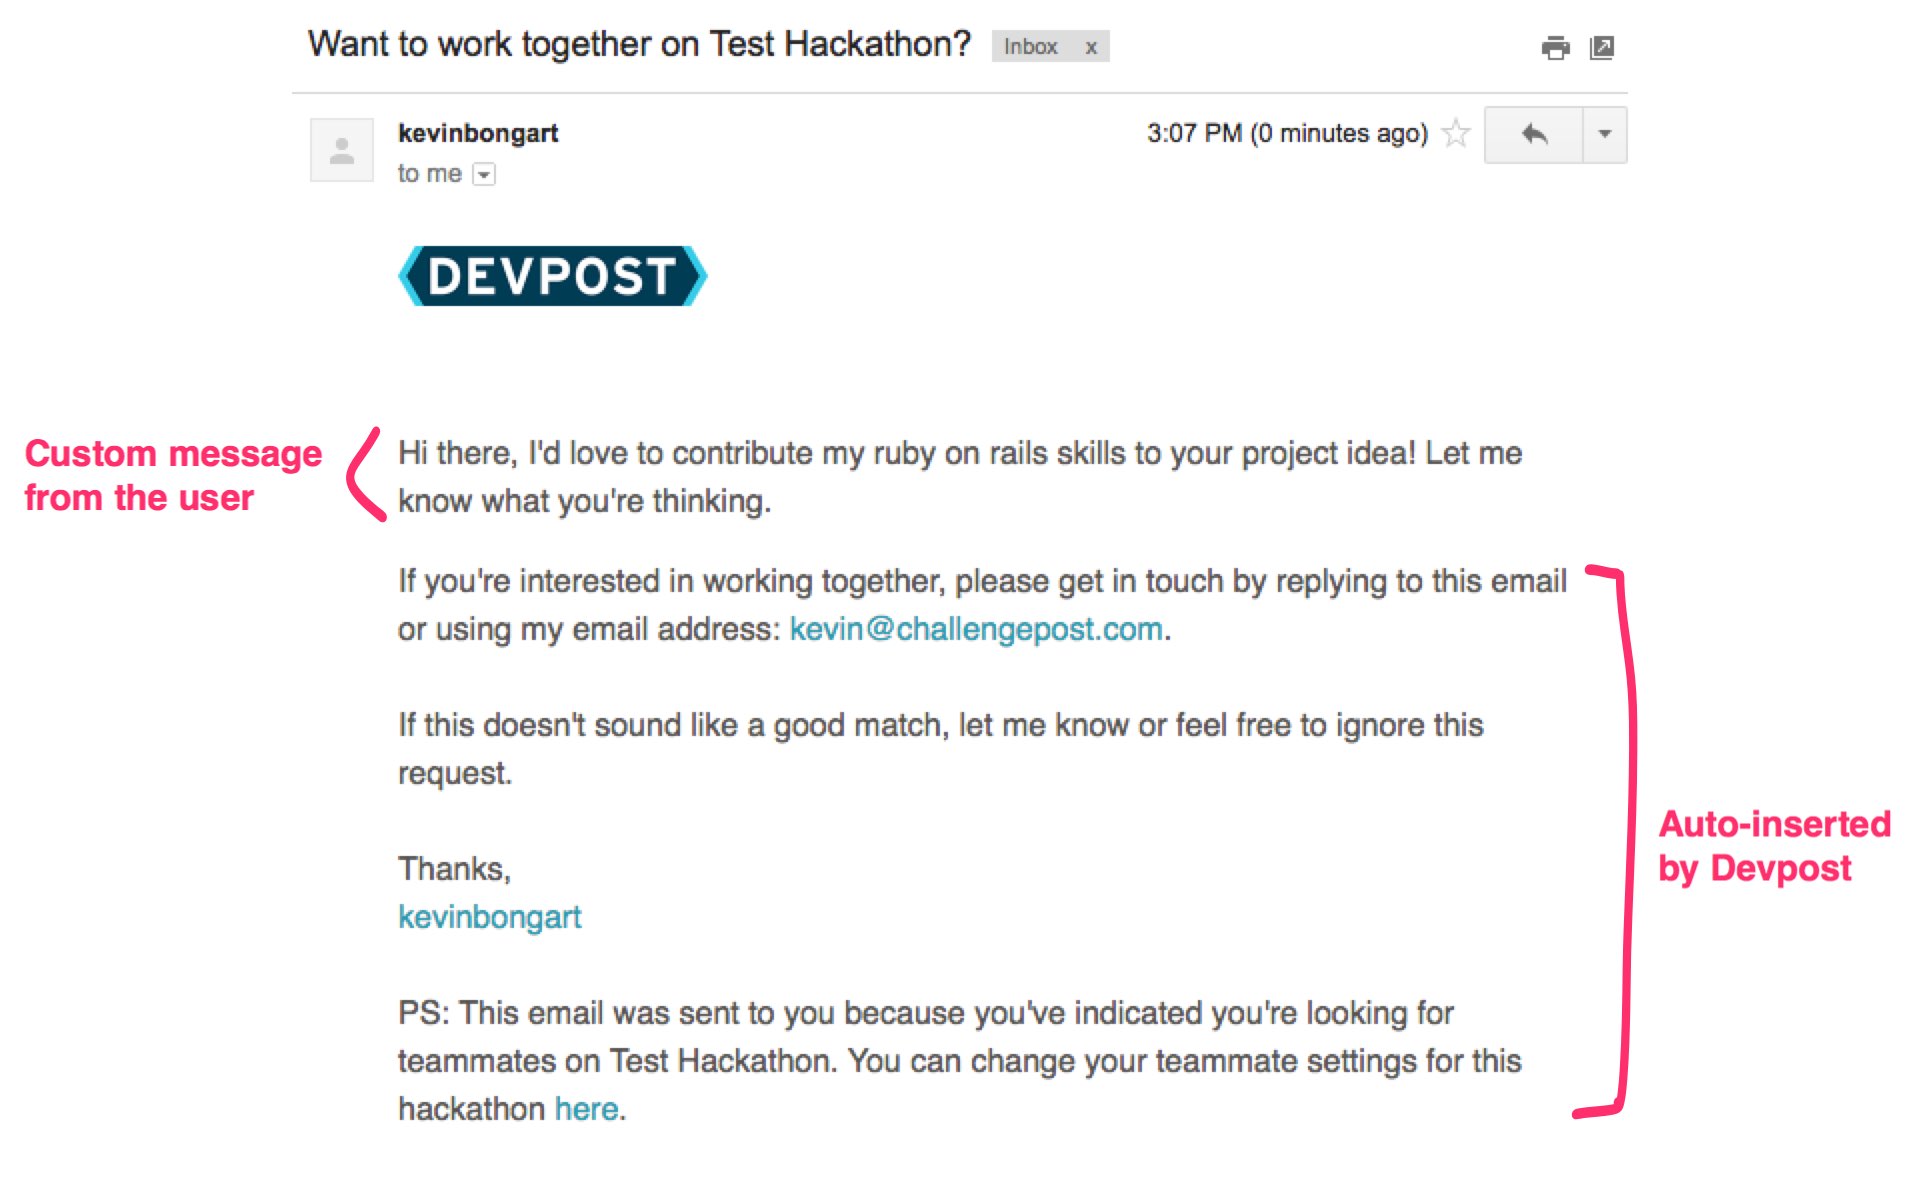 Want to work together on Test Hackathon? Inbox x
kevinbongart 3:07 PM (0 minutes ago)
to me
DEVPOST
Custom message
from the user
Hi there, I'd love to contribute my ruby on rails skills to your project idea! Let me
know what you're thinking.
If you're interested in working together, please get in touch by replying to this email
or using my email address: kevin@challengepost.com.
If this doesn't sound like a good match, let me know or feel free to ignore this
request.
Auto-inserted
by Devpost
Thanks,
kevinbongart
PS: This email was sent to you because you've indicated you're looking for
teammates on Test Hackathon. You can change your teammate settings for this
hackathon here.